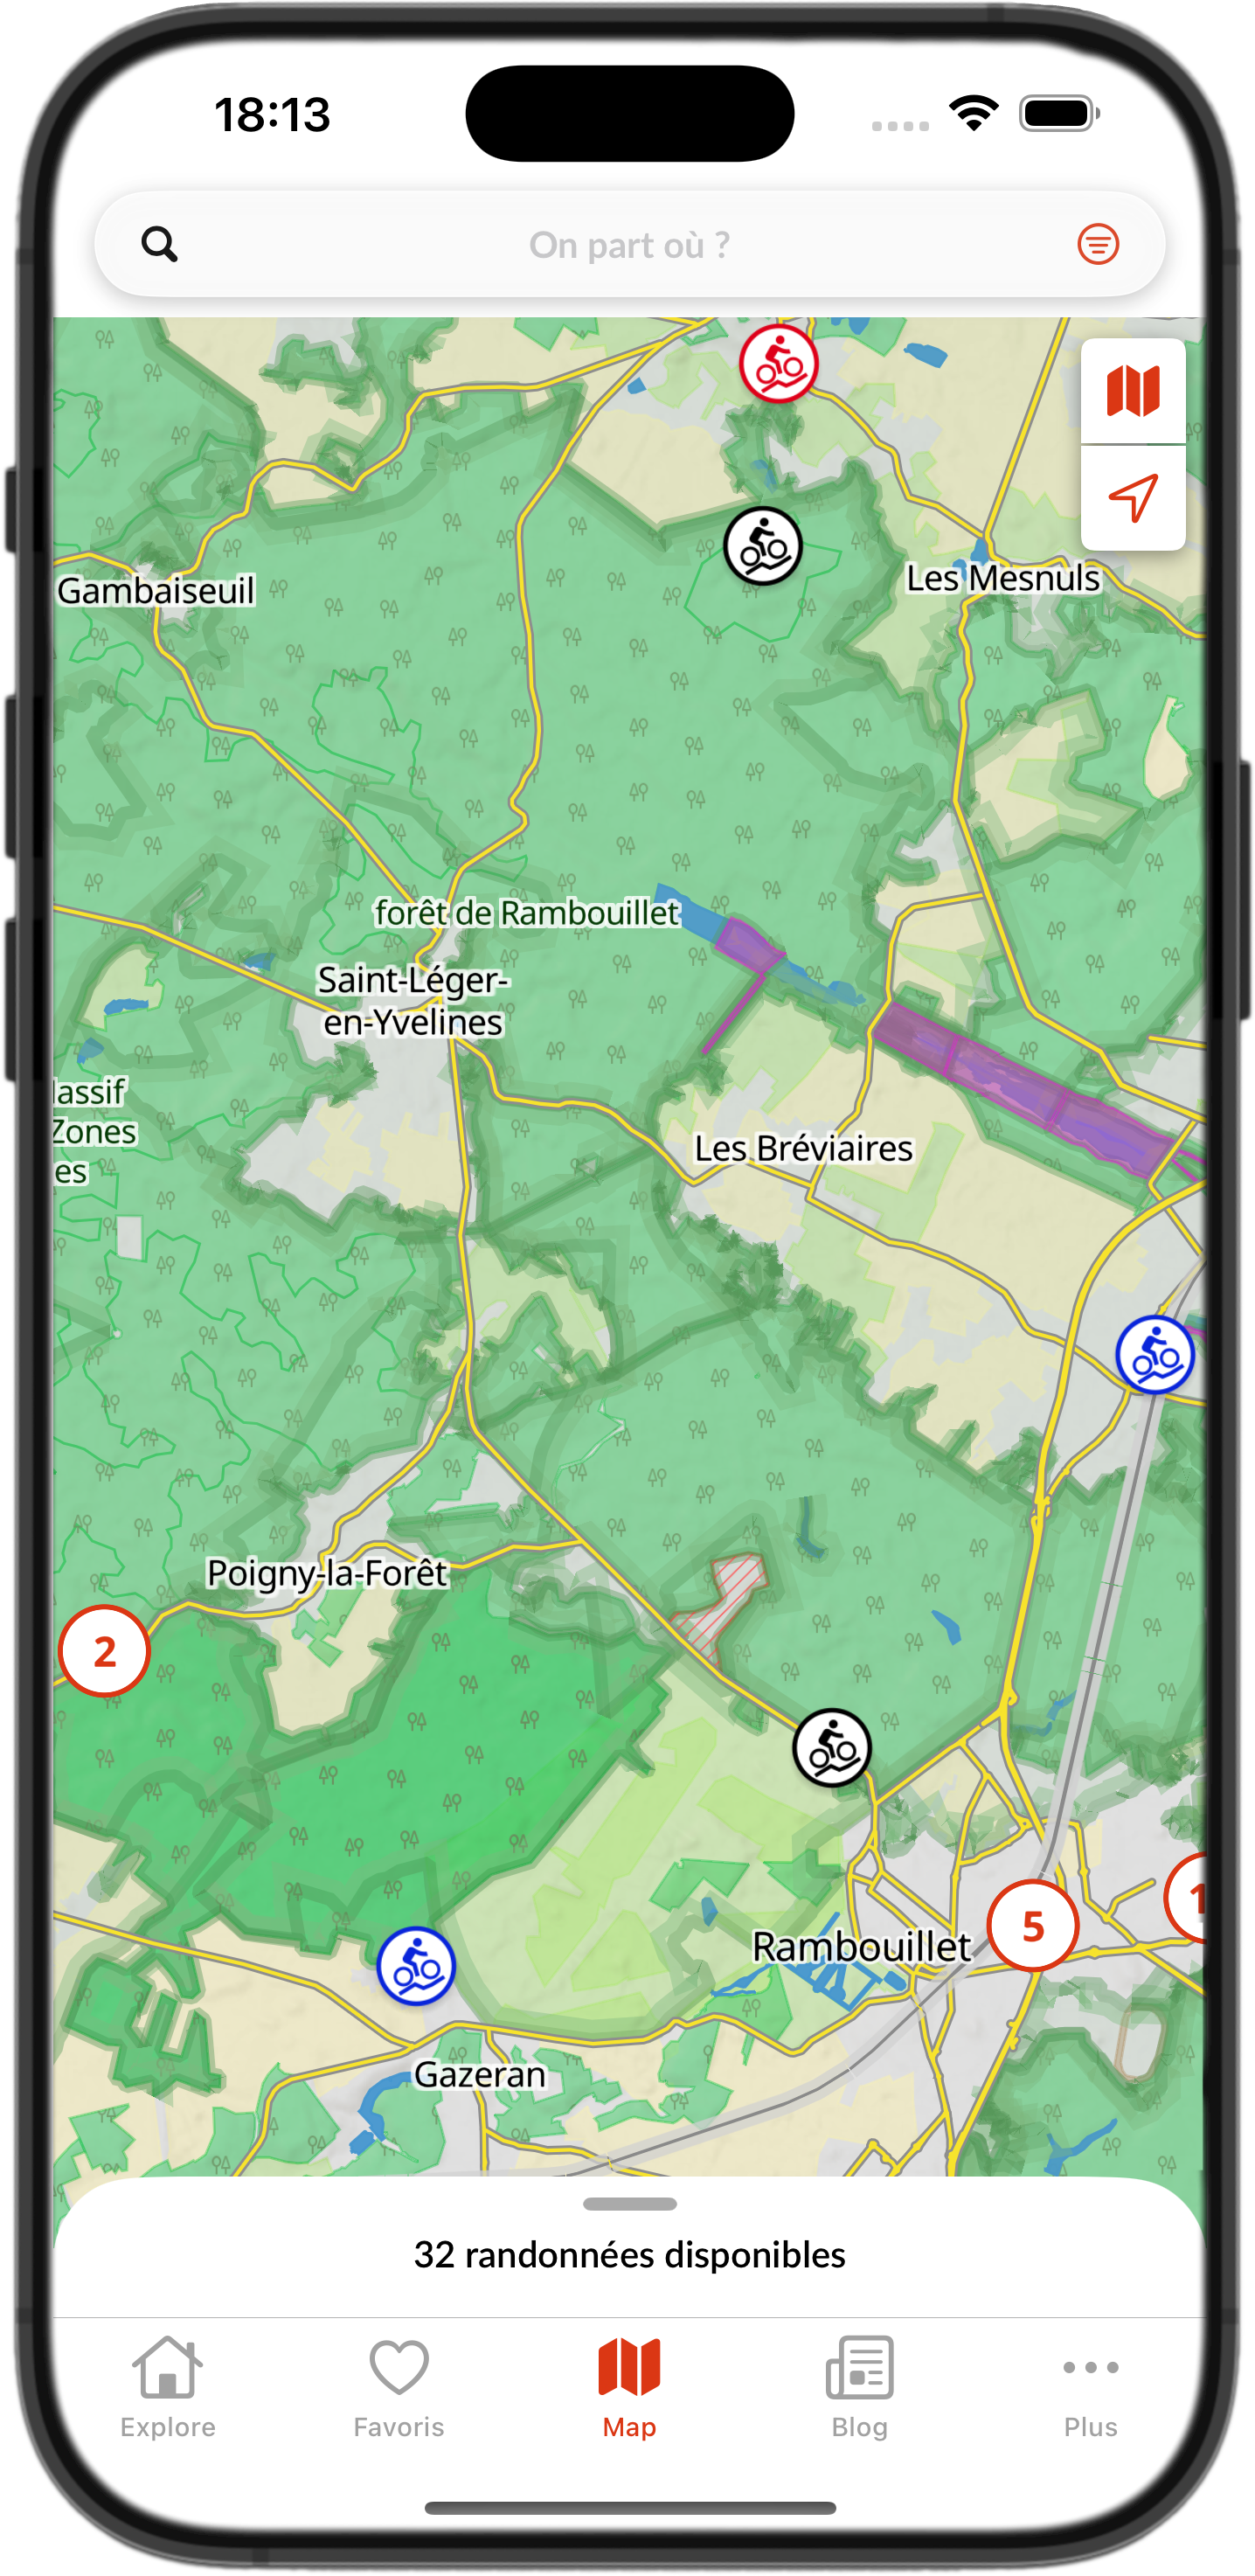 18:13
On part où ?
Gambaiseuil
Les Mesnuls
forêt de Rambouillet
Saint-Léger-
en-Yvelines
Zones
es
Les Bréviaires
Poigny-la-Forêt
2
5
1
Rambouillet
Gazeran
32 randonnées disponibles
Explore
Favoris
Map
Blog
Plus